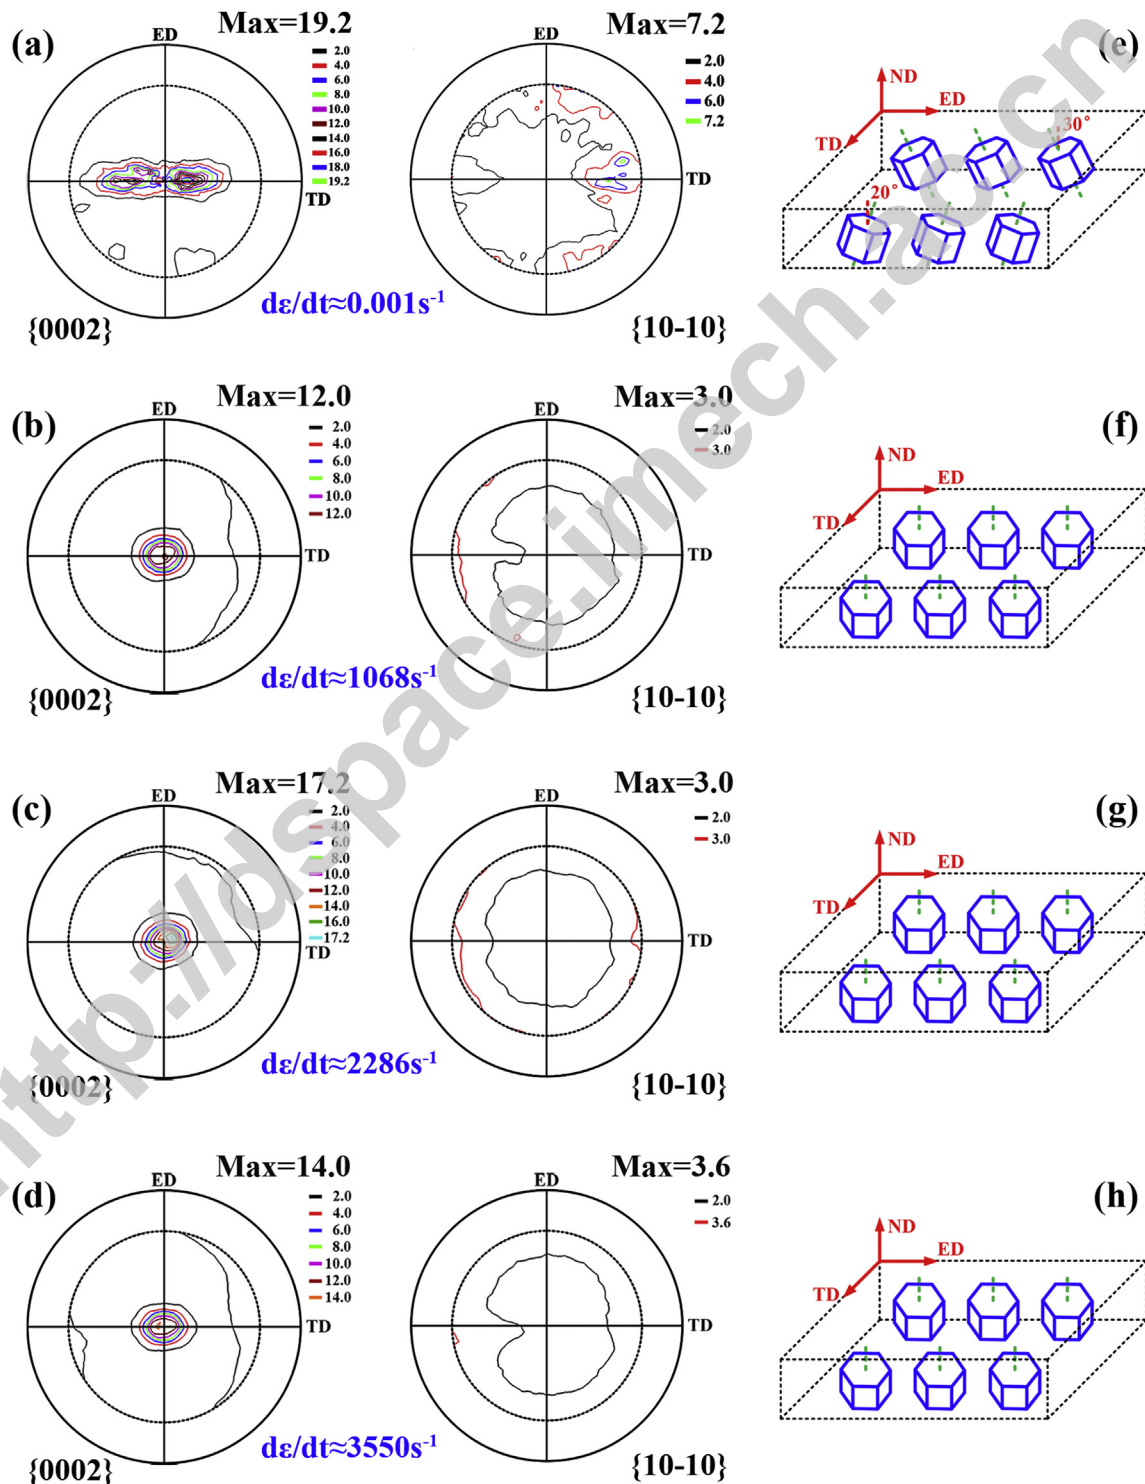 (a)
ED
Max=19.2
2.0
4.0
6.0
8.0
10.0
12.0
14.0
16.0
18.0
19.2
TD
{0002}
dε/dt≈0.001s⁻¹
ED
Max=7.2
2.0
4.0
6.0
7.2
TD
{10-10}
(e)
ND
ED
TD
30°
20°
(b)
ED
Max=12.0
2.0
4.0
6.0
8.0
10.0
12.0
TD
{0002}
dε/dt≈1068s⁻¹
ED
Max=3.0
2.0
3.0
TD
{10-10}
(f)
ND
ED
TD
(c)
ED
Max=17.2
2.0
4.0
6.0
8.0
10.0
12.0
14.0
16.0
17.2
TD
{0002}
dε/dt≈2286s⁻¹
ED
Max=3.0
2.0
3.0
TD
{10-10}
(g)
ND
ED
TD
(d)
ED
Max=14.0
2.0
4.0
6.0
8.0
10.0
12.0
14.0
TD
{0002}
dε/dt≈3550s⁻¹
ED
Max=3.6
2.0
3.6
TD
{10-10}
(h)
ND
ED
TD
http://dspace.imech.ac.cn